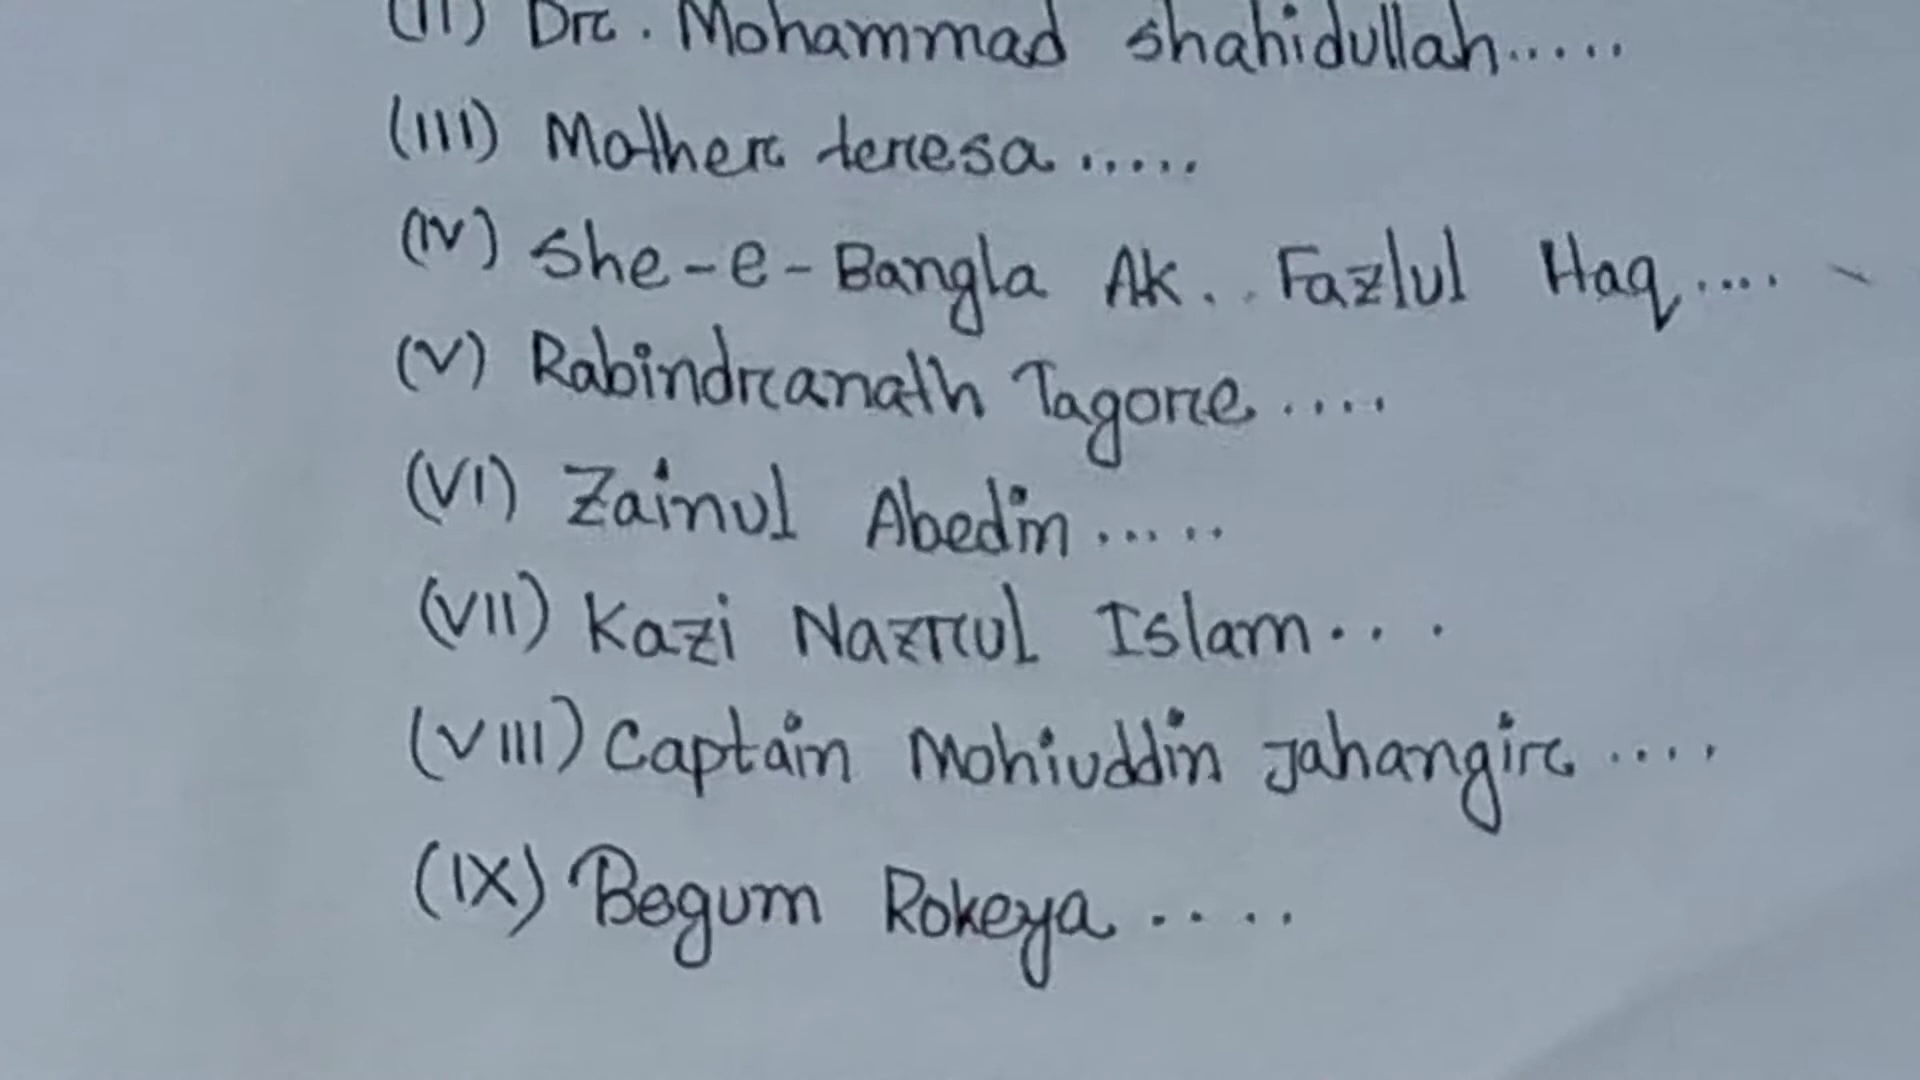 (II) Dr. Mohammad shahidullah.....
(III) Mother teresa.....
(IV) She-e-Bangla AK.. Fazlul Haq....
(V) Rabindranath Tagore....
(VI) Zainul Abedin.....
(VII) Kazi Nazrul Islam...
(VIII) Captain Mohiuddin Jahangir....
(IX) Begum Rokeya....